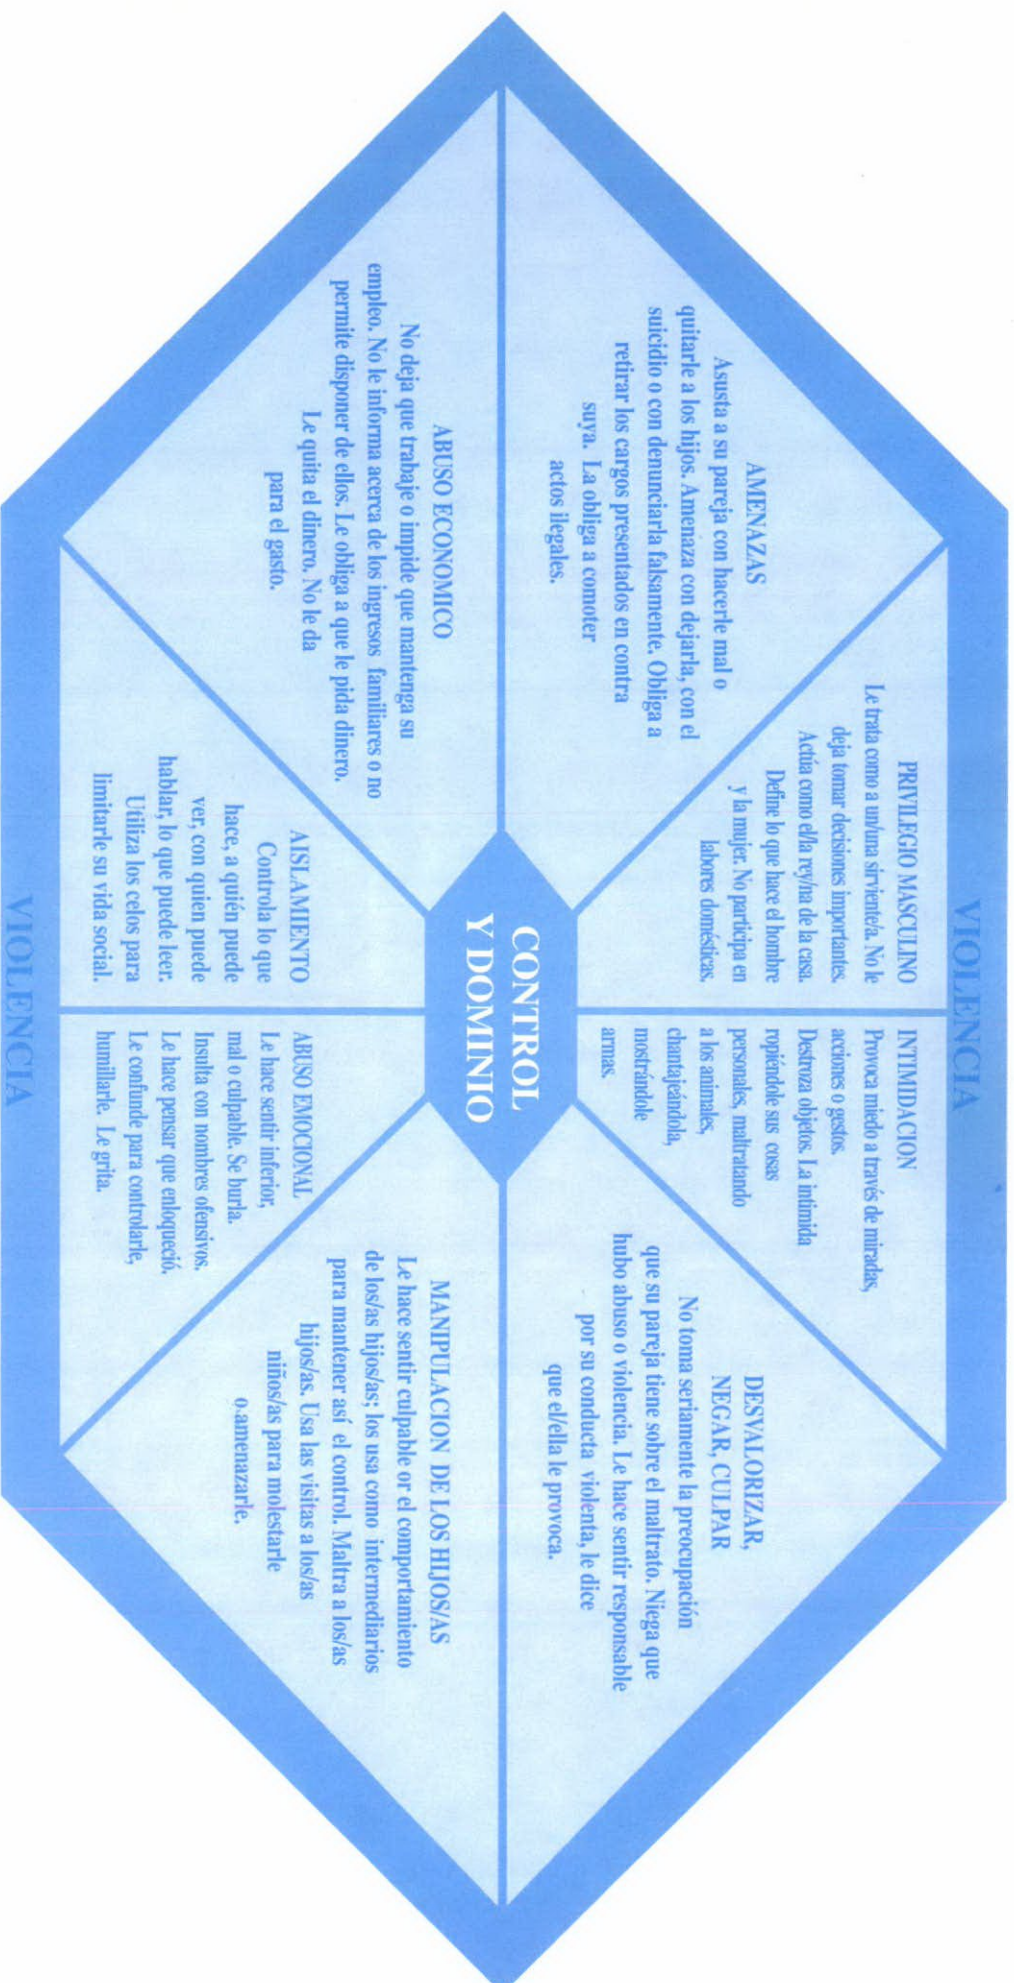 VIOLENCIA
PRIVILEGIO MASCULINO
Le trata como a un/una sirviente/a. No le
deja tomar decisiones importantes.
Actúa como el/la rey/na de la casa.
Define lo que hace el hombre
y la mujer. No participa en
labores domésticas.
INTIMIDACION
Provoca miedo a través de miradas,
acciones o gestos.
Destroza objetos. La intimida
ropiéndole sus cosas
personales, maltratando
a los animales,
chantajeándola,
mostrándole
armas.
AMENAZAS
Asusta a su pareja con hacerle mal o
quitarle a los hijos. Amenaza con dejarla, con el
suicidio o con denunciarla falsamente. Obliga a
retirar los cargos presentados en contra
suya. La obliga a comoter
actos ilegales.
DESVALORIZAR,
NEGAR, CULPAR
No toma seriamente la preocupación
que su pareja tiene sobre el maltrato. Niega que
hubo abuso o violencia. Le hace sentir responsable
por su conducta violenta, le dice
que el/ella le provoca.
CONTROL
Y DOMINIO
ABUSO ECONOMICO
No deja que trabaje o impide que mantenga su
empleo. No le informa acerca de los ingresos familiares o no
permite disponer de ellos. Le obliga a que le pida dinero.
Le quita el dinero. No le da
para el gasto.
MANIPULACION DE LOS HIJOS/AS
Le hace sentir culpable or el comportamiento
de los/as hijos/as; los usa como intermediarios
para mantener así el control. Maltra a los/as
hijos/as. Usa las visitas a los/as
niños/as para molestarle
o.amenazarle.
AISLAMIENTO
Controla lo que
hace, a quién puede
ver, con quien puede
hablar, lo que puede leer.
Utiliza los celos para
limitarle su vida social.
ABUSO EMOCIONAL
Le hace sentir inferior,
mal o culpable. Se burla.
Insulta con nombres ofensivos.
Le hace pensar que enloqueció.
Le confunde para controlarle,
humillarle. Le grita.
VIOLENCIA